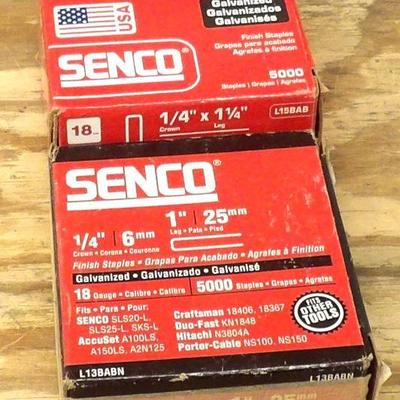 Galvanized
Galvanizados
Galvanisés
USA
Finish Staples
Grapas para acabado
Agrafes à finition
SENCO®
5000
Staples | Grapas | Agrafes
18
1/4" x 1 1/4"
Crown
Leg
L15BAB
SENCO®
1" 25mm
Leg • Pata • Pied
1/4" 6mm
Crown • Corona • Couronne
Finish Staples • Grapas Para Acabado • Agrafes à Finition
Galvanized • Galvanizado • Galvanisé
18 Gauge • Calibre • Calibre 5000 Staples • Grapas • Agrafes
Fits • Para • Pour:
SENCO SLS20-L,
SLS25-L, SKS-L
AccuSet A100LS,
A150LS, A2N125
Craftsman 18406, 18367
Duo-Fast KN1848
Hitachi N3804A
Porter-Cable NS100, NS150
FITS
OTHER
TOOLS
L13BABN
L13BABN